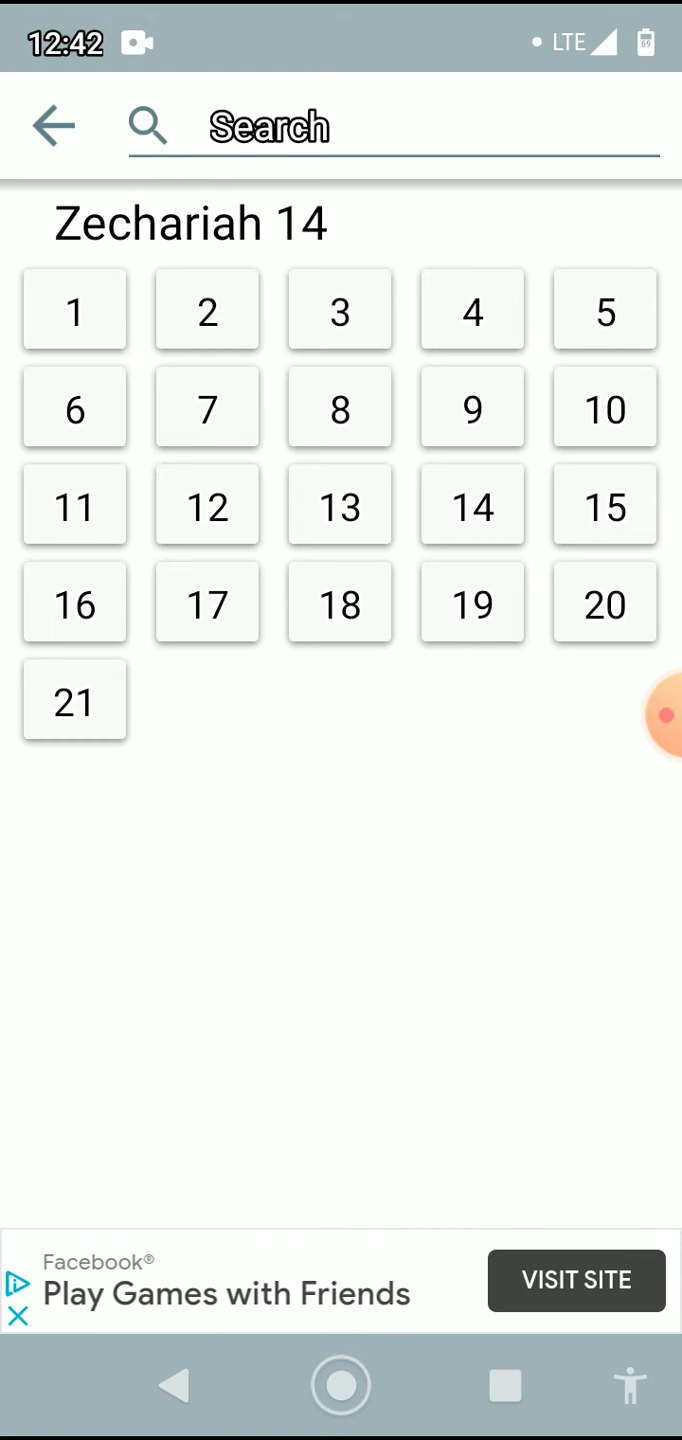 12:42 LTE 69
Search
Zechariah 14
1 2 3 4 5
6 7 8 9 10
11 12 13 14 15
16 17 18 19 20
21
Facebook®
Play Games with Friends
VISIT SITE